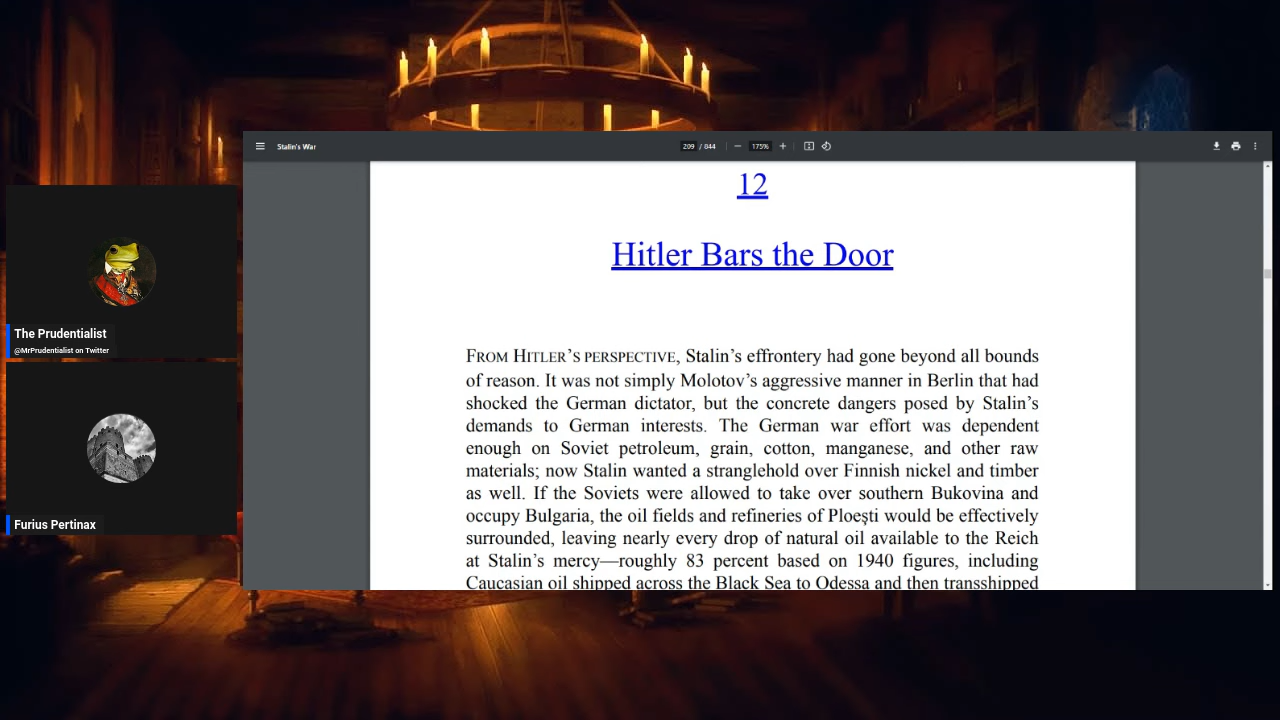 Stalin's War
209 / 844
175%
12
Hitler Bars the Door
FROM HITLER'S PERSPECTIVE, Stalin's effrontery had gone beyond all bounds
of reason. It was not simply Molotov's aggressive manner in Berlin that had
shocked the German dictator, but the concrete dangers posed by Stalin's
demands to German interests. The German war effort was dependent
enough on Soviet petroleum, grain, cotton, manganese, and other raw
materials; now Stalin wanted a stranglehold over Finnish nickel and timber
as well. If the Soviets were allowed to take over southern Bukovina and
occupy Bulgaria, the oil fields and refineries of Ploești would be effectively
surrounded, leaving nearly every drop of natural oil available to the Reich
at Stalin's mercy—roughly 83 percent based on 1940 figures, including
Caucasian oil shipped across the Black Sea to Odessa and then transshipped
The Prudentialist
@MrPrudentialist on Twitter
Furius Pertinax